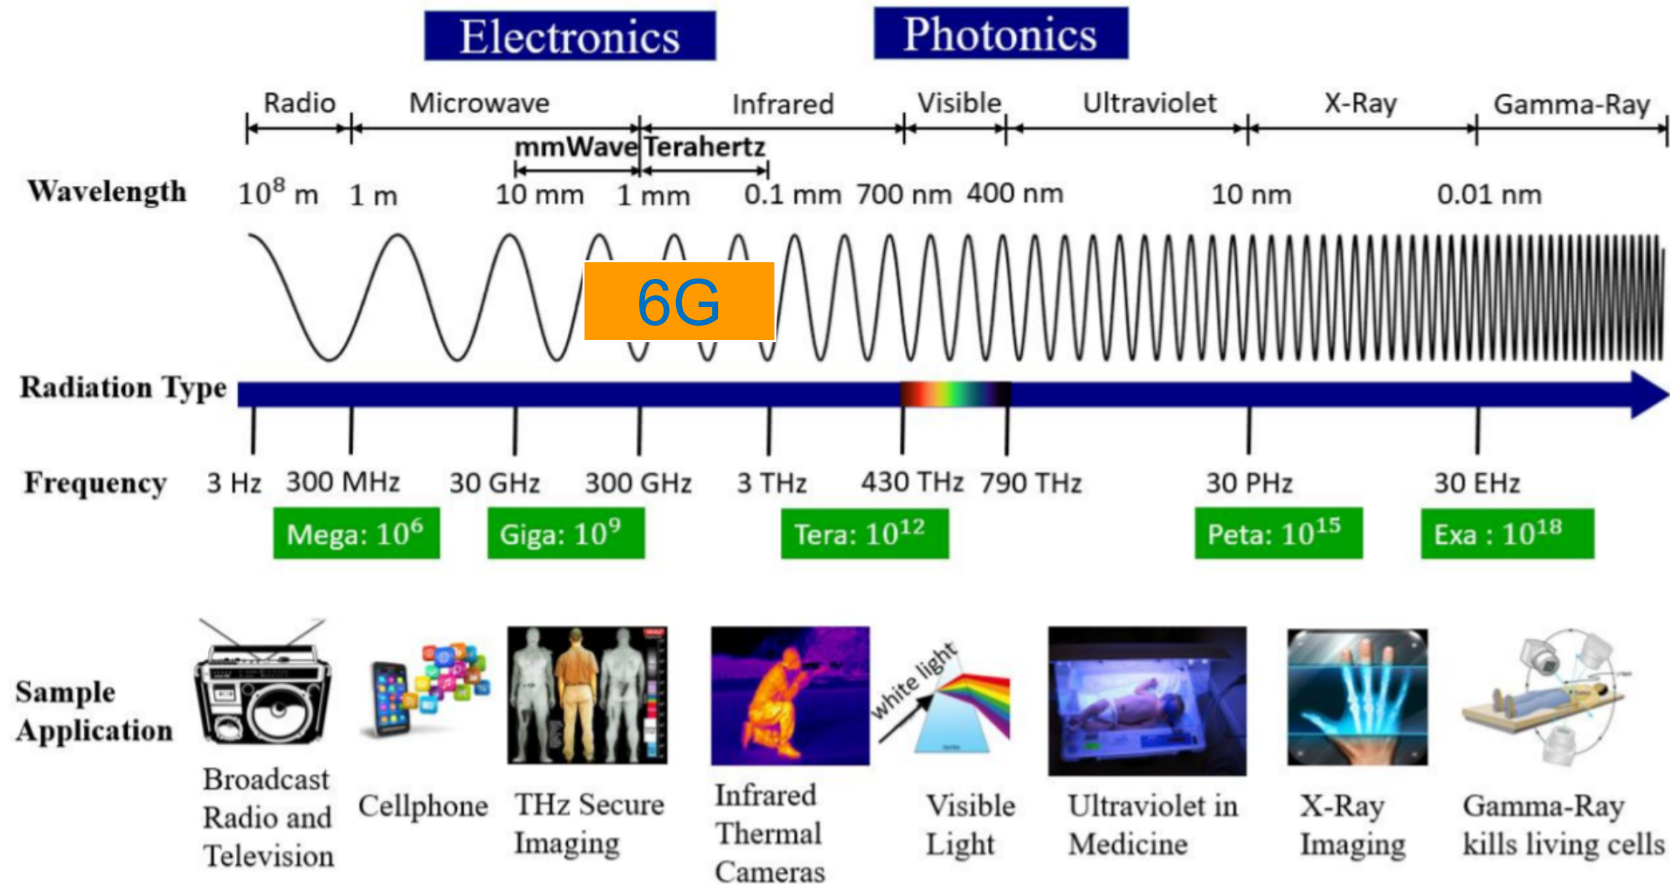 Electronics
Photonics
Radio
Microwave
Infrared
Visible
Ultraviolet
X-Ray
Gamma-Ray
mmWave
Terahertz
Wavelength
10⁸ m
1 m
10 mm
1 mm
0.1 mm
700 nm
400 nm
10 nm
0.01 nm
6G
Radiation Type
Frequency
3 Hz
300 MHz
30 GHz
300 GHz
3 THz
430 THz
790 THz
30 PHz
30 EHz
Mega: 10⁶
Giga: 10⁹
Tera: 10¹²
Peta: 10¹⁵
Exa : 10¹⁸
Sample
Application
white light
Broadcast
Radio and
Television
Cellphone
THz Secure
Imaging
Infrared
Thermal
Cameras
Visible
Light
Ultraviolet in
Medicine
X-Ray
Imaging
Gamma-Ray
kills living cells